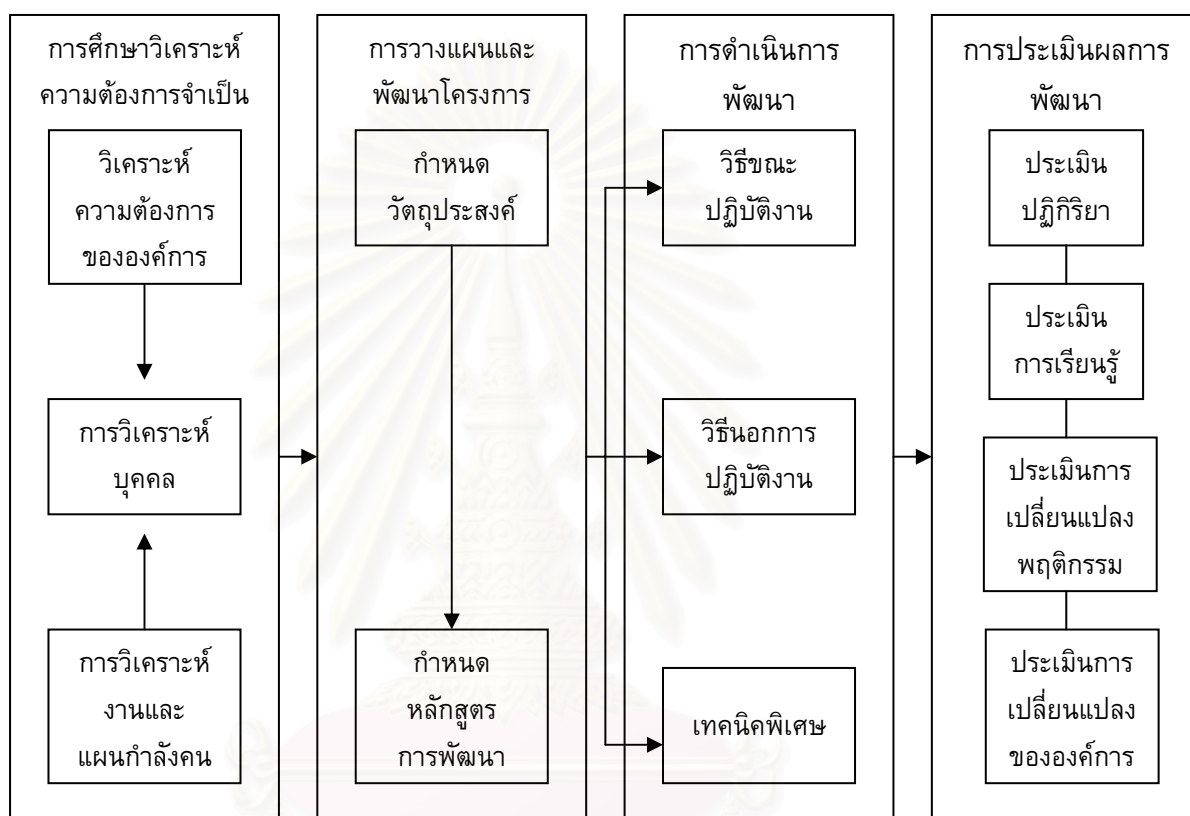 การศึกษาวิเคราะห์
ความต้องการจำเป็น
วิเคราะห์
ความต้องการ
ขององค์การ
การวิเคราะห์
บุคคล
การวิเคราะห์
งานและ
แผนกำลังคน
การวางแผนและ
พัฒนาโครงการ
กำหนด
วัตถุประสงค์
กำหนด
หลักสูตร
การพัฒนา
การดำเนินการ
พัฒนา
วิธีขณะ
ปฏิบัติงาน
วิธีนอกการ
ปฏิบัติงาน
เทคนิคพิเศษ
การประเมินผลการ
พัฒนา
ประเมิน
ปฏิกิริยา
ประเมิน
การเรียนรู้
ประเมินการ
เปลี่ยนแปลง
พฤติกรรม
ประเมินการ
เปลี่ยนแปลง
ขององค์การ